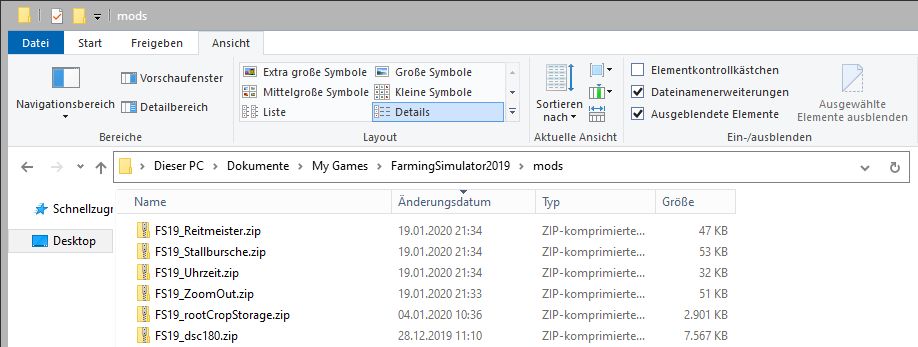 mods
Datei Start Freigeben Ansicht
Navigationsbereich
Vorschaufenster
Detailbereich
Bereiche
Extra große Symbole Große Symbole
Mittelgroße Symbole Kleine Symbole
Liste Details
Layout
Sortieren
nach
Aktuelle Ansicht
Elementkontrollkästchen
Dateinamenerweiterungen
Ausgeblendete Elemente
Ausgewählte
Elemente ausblenden
Ein-/ausblenden
Dieser PC > Dokumente > My Games > FarmingSimulator2019 > mods
Schnellzugr
Desktop
Name Änderungsdatum Typ Größe
FS19_Reitmeister.zip 19.01.2020 21:34 ZIP-komprimierte... 47 KB
FS19_Stallbursche.zip 19.01.2020 21:34 ZIP-komprimierte... 53 KB
FS19_Uhrzeit.zip 19.01.2020 21:34 ZIP-komprimierte... 32 KB
FS19_ZoomOut.zip 19.01.2020 21:33 ZIP-komprimierte... 51 KB
FS19_rootCropStorage.zip 04.01.2020 10:36 ZIP-komprimierte... 2.901 KB
FS19_dsc180.zip 28.12.2019 11:10 ZIP-komprimierte... 7.567 KB